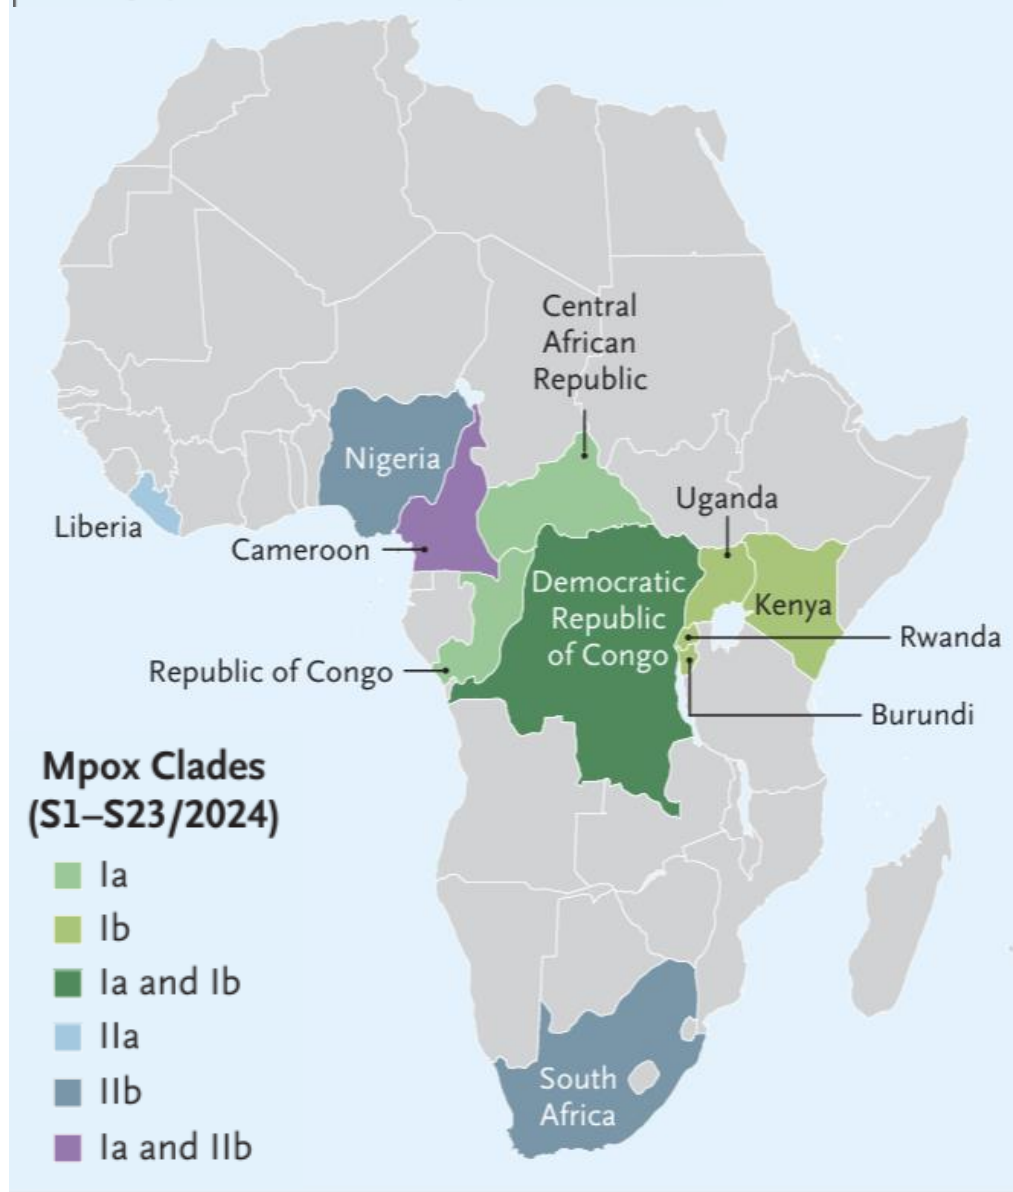 Central
African
Republic
Nigeria
Uganda
Liberia
Cameroon
Democratic
Republic
of Congo
Kenya
Rwanda
Republic of Congo
Burundi
Mpox Clades
(S1–S23/2024)
Ia
Ib
Ia and Ib
IIa
IIb
Ia and IIb
South
Africa